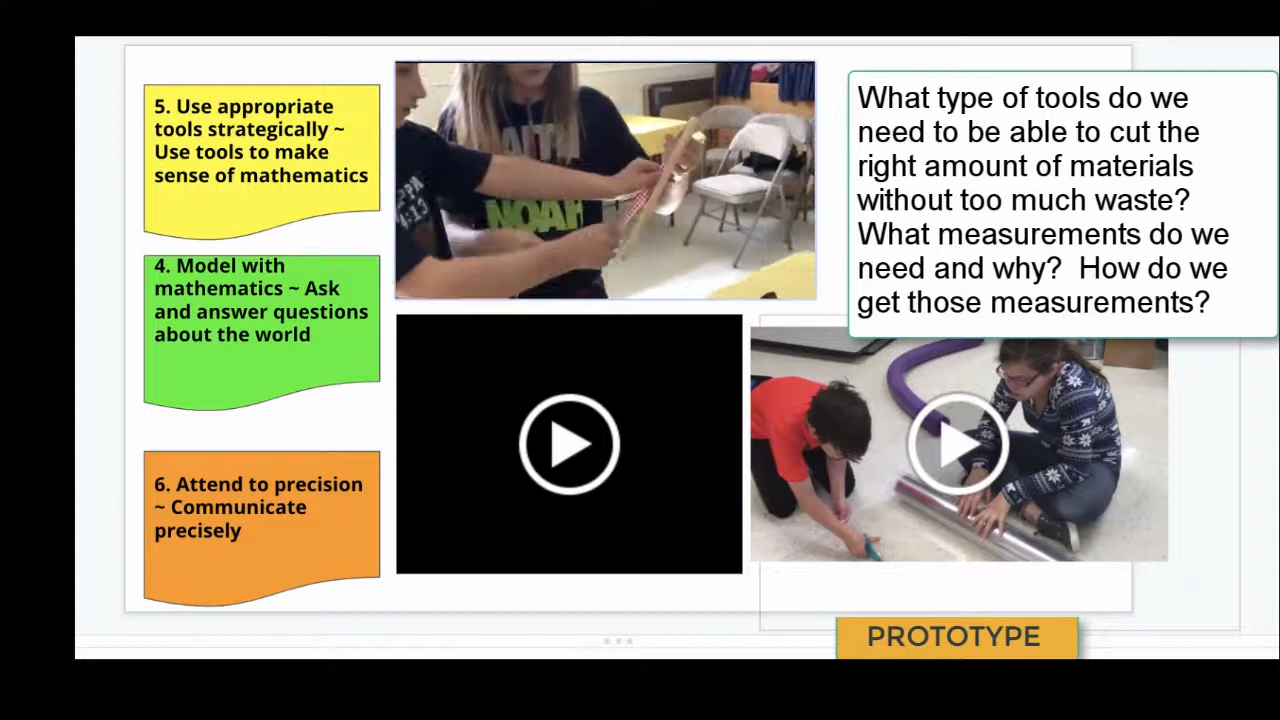 5. Use appropriate
tools strategically ~
Use tools to make
sense of mathematics
4. Model with
mathematics ~ Ask
and answer questions
about the world
6. Attend to precision
~ Communicate
precisely
NOAH
What type of tools do we
need to be able to cut the
right amount of materials
without too much waste?
What measurements do we
need and why? How do we
get those measurements?
PROTOTYPE